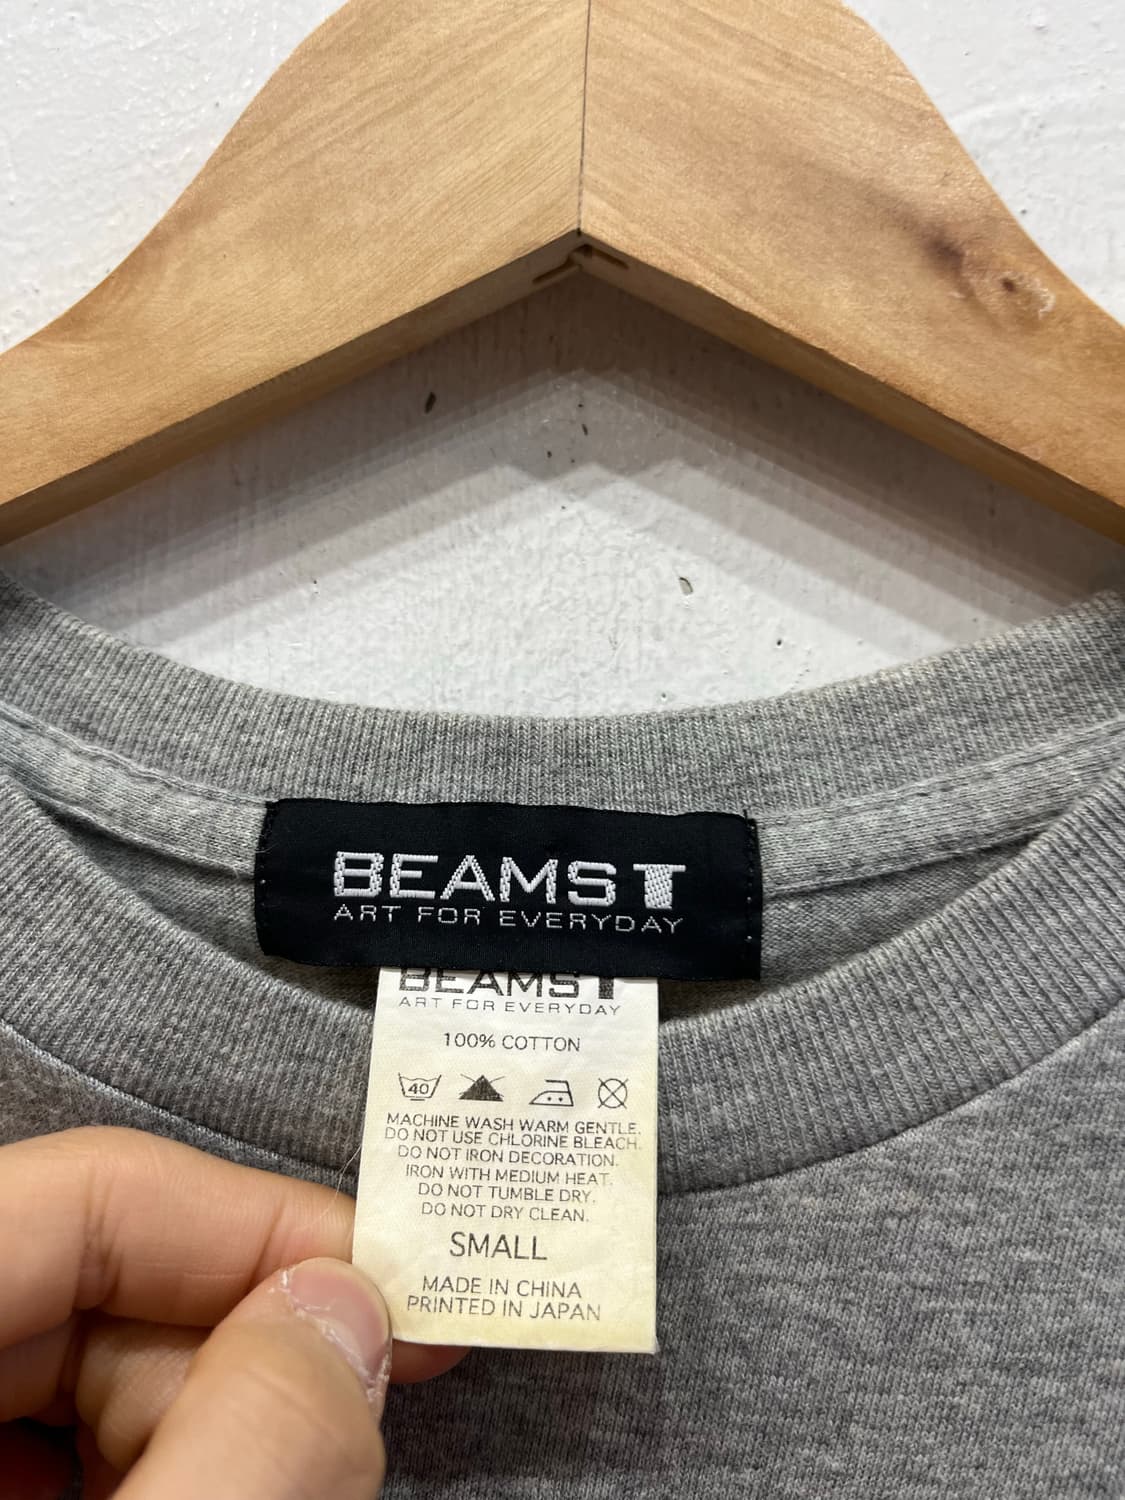 BEAMS T
ART FOR EVERYDAY
BEAMS T
ART FOR EVERYDAY
100% COTTON
40
MACHINE WASH WARM GENTLE.
DO NOT USE CHLORINE BLEACH.
DO NOT IRON DECORATION.
IRON WITH MEDIUM HEAT.
DO NOT TUMBLE DRY.
DO NOT DRY CLEAN.
SMALL
MADE IN CHINA
PRINTED IN JAPAN